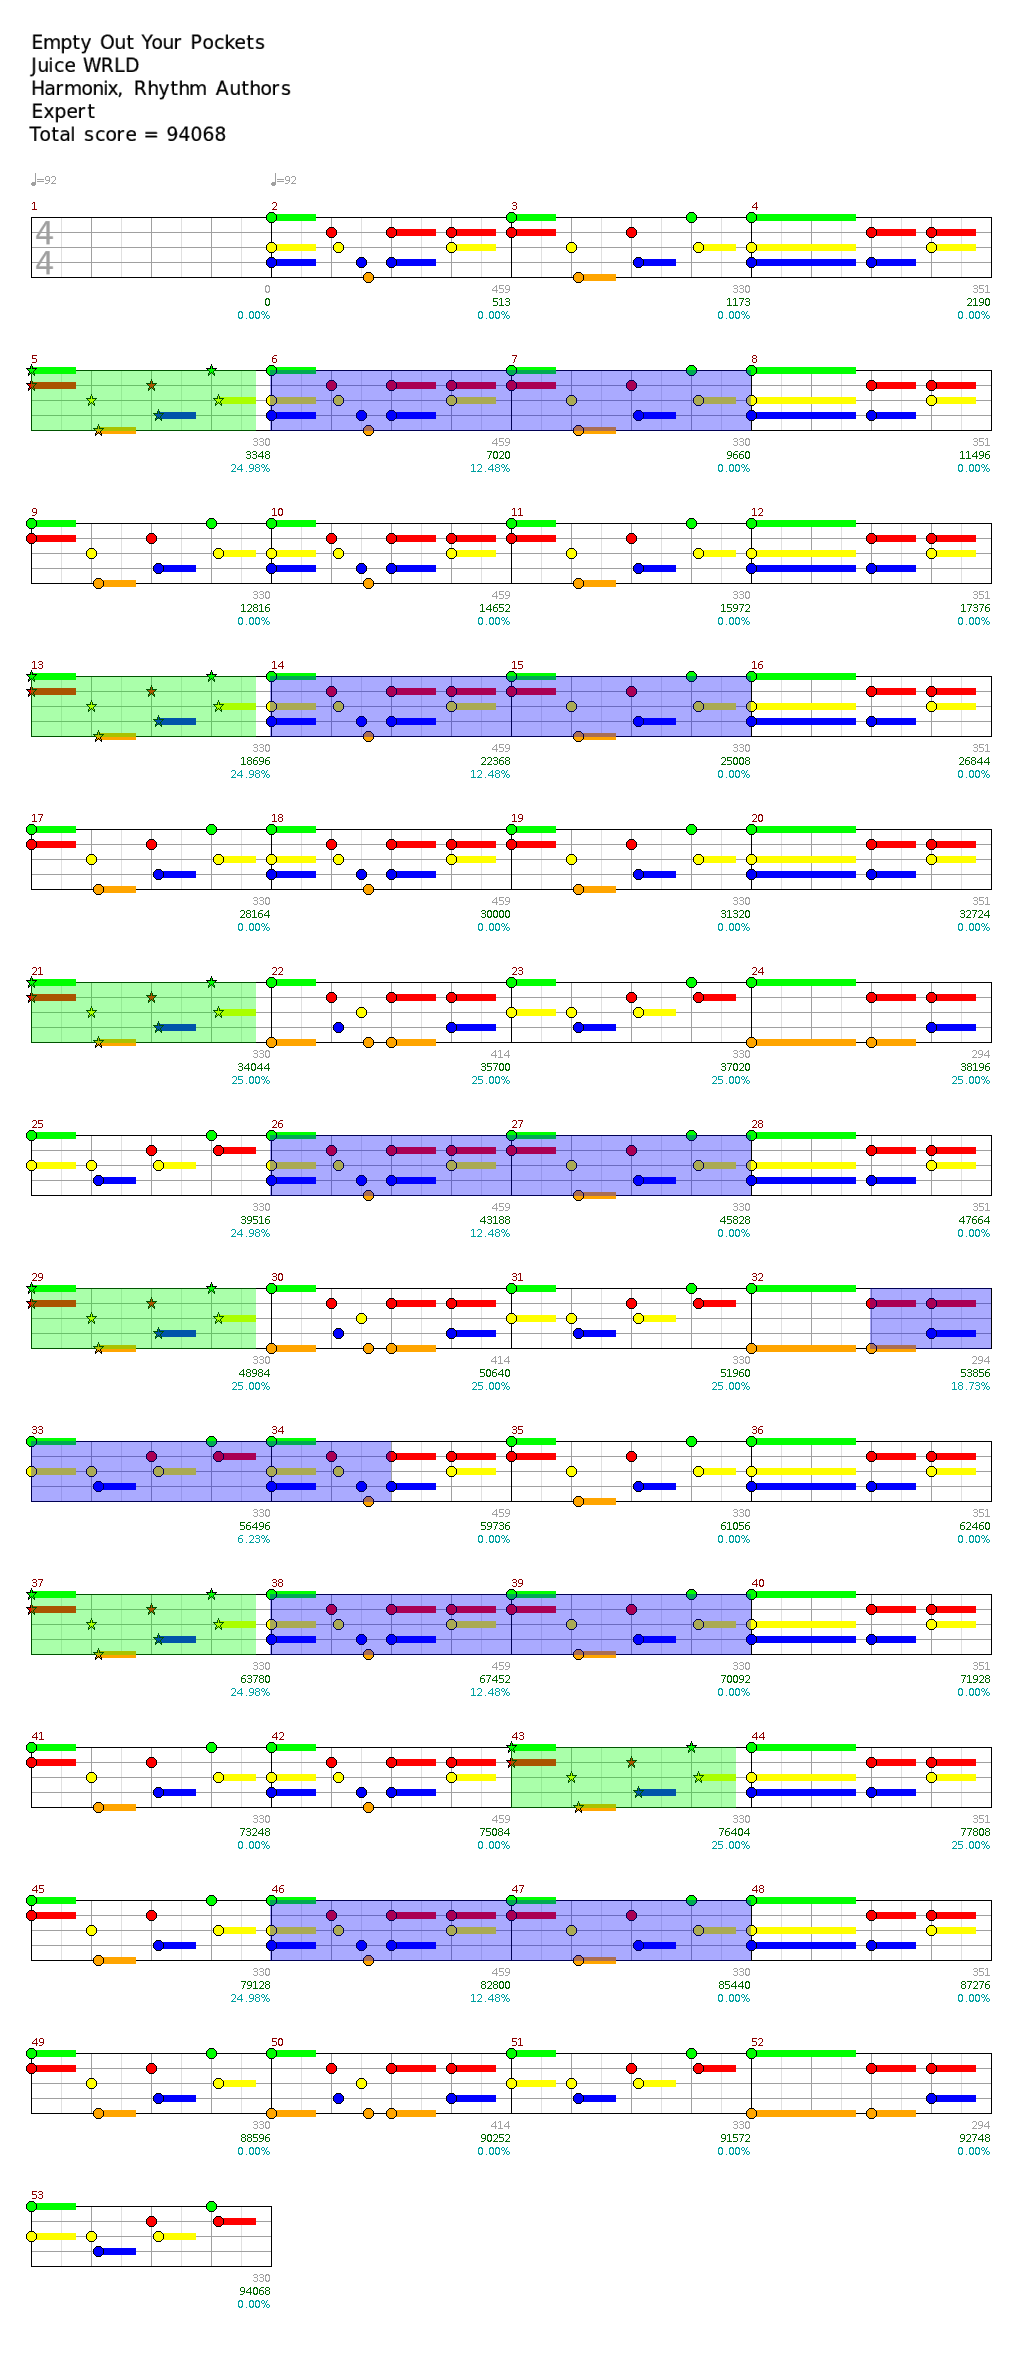 Empty Out Your Pockets
Juice WRLD
Harmonix, Rhythm Authors
Expert
Total score = 94068
♩=92 ♩=92
1 2 3 4
4
4
0 459 330 351
0 513 1173 2190
0.00% 0.00% 0.00% 0.00%
5 6 7 8
330 459 330 351
3348 7020 9660 11496
24.98% 12.48% 0.00% 0.00%
9 10 11 12
330 459 330 351
12816 14652 15972 17376
0.00% 0.00% 0.00% 0.00%
13 14 15 16
330 459 330 351
18696 22368 25008 26844
24.98% 12.48% 0.00% 0.00%
17 18 19 20
330 459 330 351
28164 30000 31320 32724
0.00% 0.00% 0.00% 0.00%
21 22 23 24
330 414 330 294
34044 35700 37020 38196
25.00% 25.00% 25.00% 25.00%
25 26 27 28
330 459 330 351
39516 43188 45828 47664
24.98% 12.48% 0.00% 0.00%
29 30 31 32
330 414 330 294
48984 50640 51960 53856
25.00% 25.00% 25.00% 18.73%
33 34 35 36
330 459 330 351
56496 59736 61056 62460
6.23% 0.00% 0.00% 0.00%
37 38 39 40
330 459 330 351
63780 67452 70092 71928
24.98% 12.48% 0.00% 0.00%
41 42 43 44
330 459 330 351
73248 75084 76404 77808
0.00% 0.00% 25.00% 25.00%
45 46 47 48
330 459 330 351
79128 82800 85440 87276
24.98% 12.48% 0.00% 0.00%
49 50 51 52
330 414 330 294
88596 90252 91572 92748
0.00% 0.00% 0.00% 0.00%
53
330
94068
0.00%